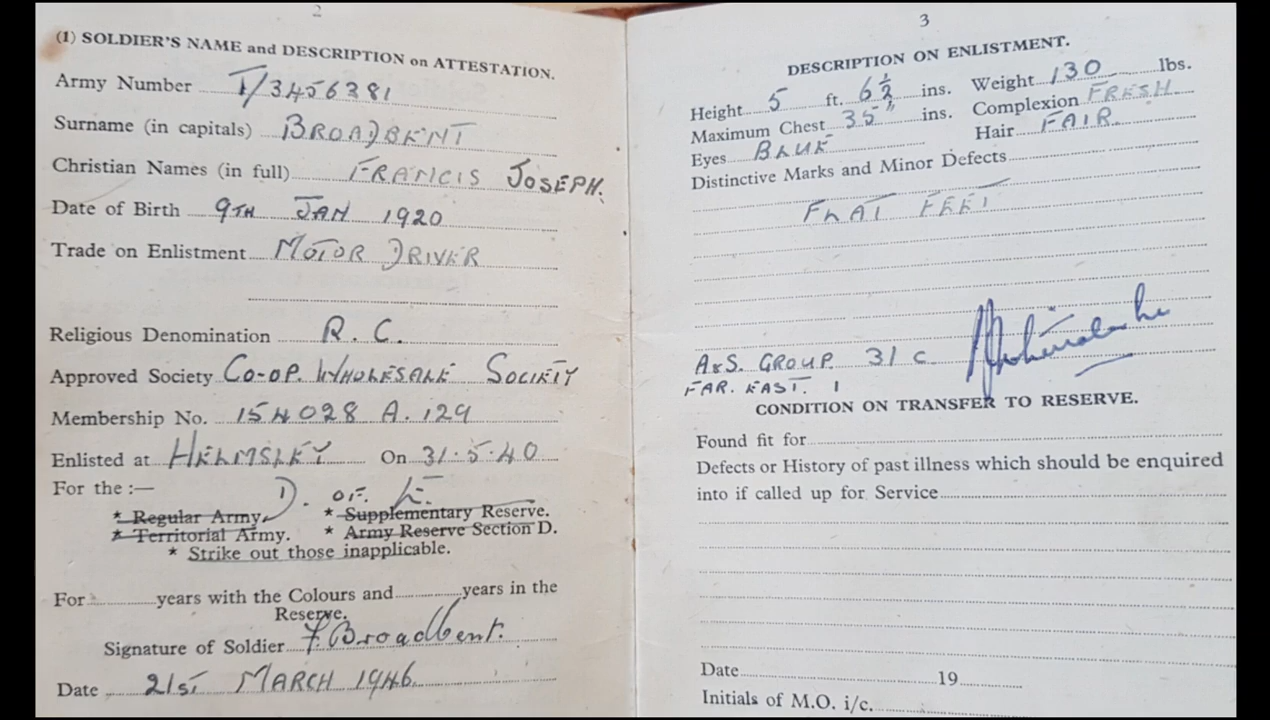 2
(1) SOLDIER'S NAME and DESCRIPTION on ATTESTATION.
Army Number T/3456381
Surname (in capitals) BROADBENT
Christian Names (in full) FRANCIS JOSEPH.
Date of Birth 9TH JAN 1920
Trade on Enlistment MOTOR DRIVER
Religious Denomination R. C.
Approved Society CO-OP. WHOLESALE SOCIETY
Membership No. 154028 A. 129
Enlisted at HELMSLEY On 31.5.40
For the :— D. OF. E.
* Regular Army. * Supplementary Reserve.
* Territorial Army. * Army Reserve Section D.
* Strike out those inapplicable.
For years with the Colours and years in the
Reserve.
Signature of Soldier F. Broadbent.
Date 21ST MARCH 1946
3
DESCRIPTION ON ENLISTMENT.
Height 5 ft. 6½ ins. Weight 130 lbs.
Maximum Chest 35" ins. Complexion FRESH.
Eyes BLUE Hair FAIR
Distinctive Marks and Minor Defects
FLAT FEET
A&S. GROUP. 31 C
FAR. EAST. 1
CONDITION ON TRANSFER TO RESERVE.
Found fit for
Defects or History of past illness which should be enquired
into if called up for Service
Date 19
Initials of M.O. i/c.